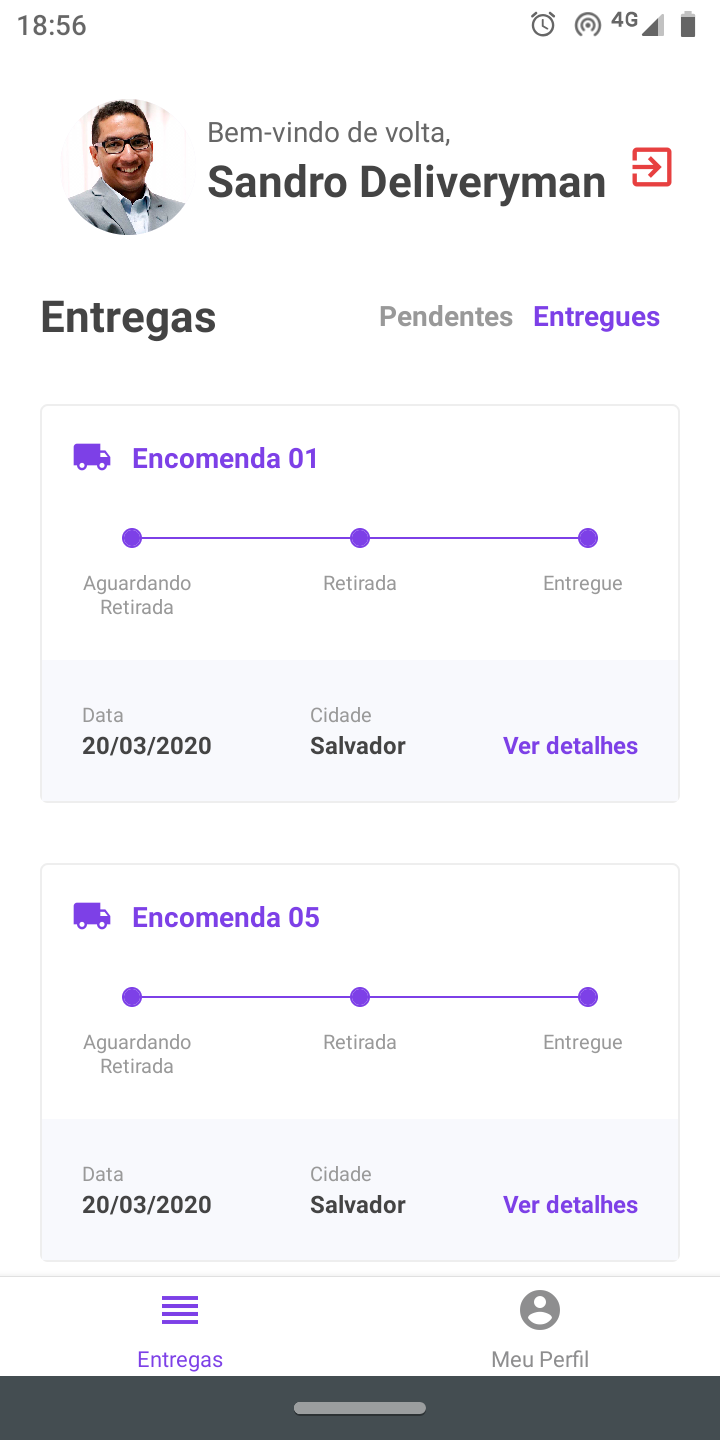 18:56
4G
Bem-vindo de volta,
Sandro Deliveryman
Entregas
Pendentes Entregues
Encomenda 01
Aguardando Retirada Entregue
Retirada
Data Cidade
20/03/2020 Salvador Ver detalhes
Encomenda 05
Aguardando Retirada Entregue
Retirada
Data Cidade
20/03/2020 Salvador Ver detalhes
Entregas Meu Perfil